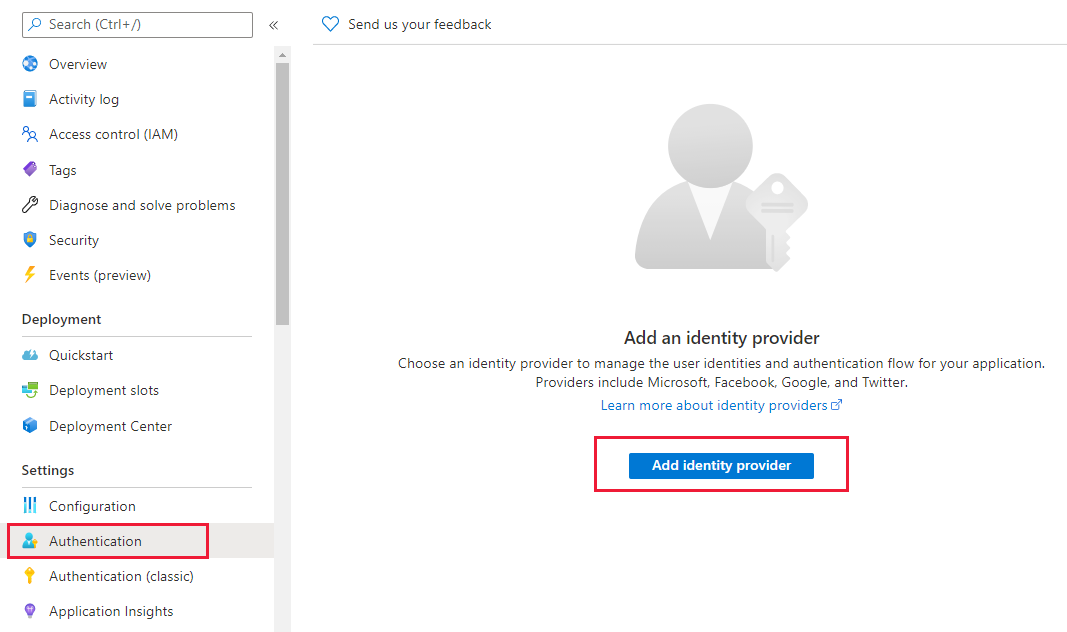 Search (Ctrl+/)
«
Overview
Activity log
Access control (IAM)
Tags
Diagnose and solve problems
Security
Events (preview)
Deployment
Quickstart
Deployment slots
Deployment Center
Settings
Configuration
Authentication
Authentication (classic)
Application Insights
Send us your feedback
Add an identity provider
Choose an identity provider to manage the user identities and authentication flow for your application.
Providers include Microsoft, Facebook, Google, and Twitter.
Learn more about identity providers
Add identity provider